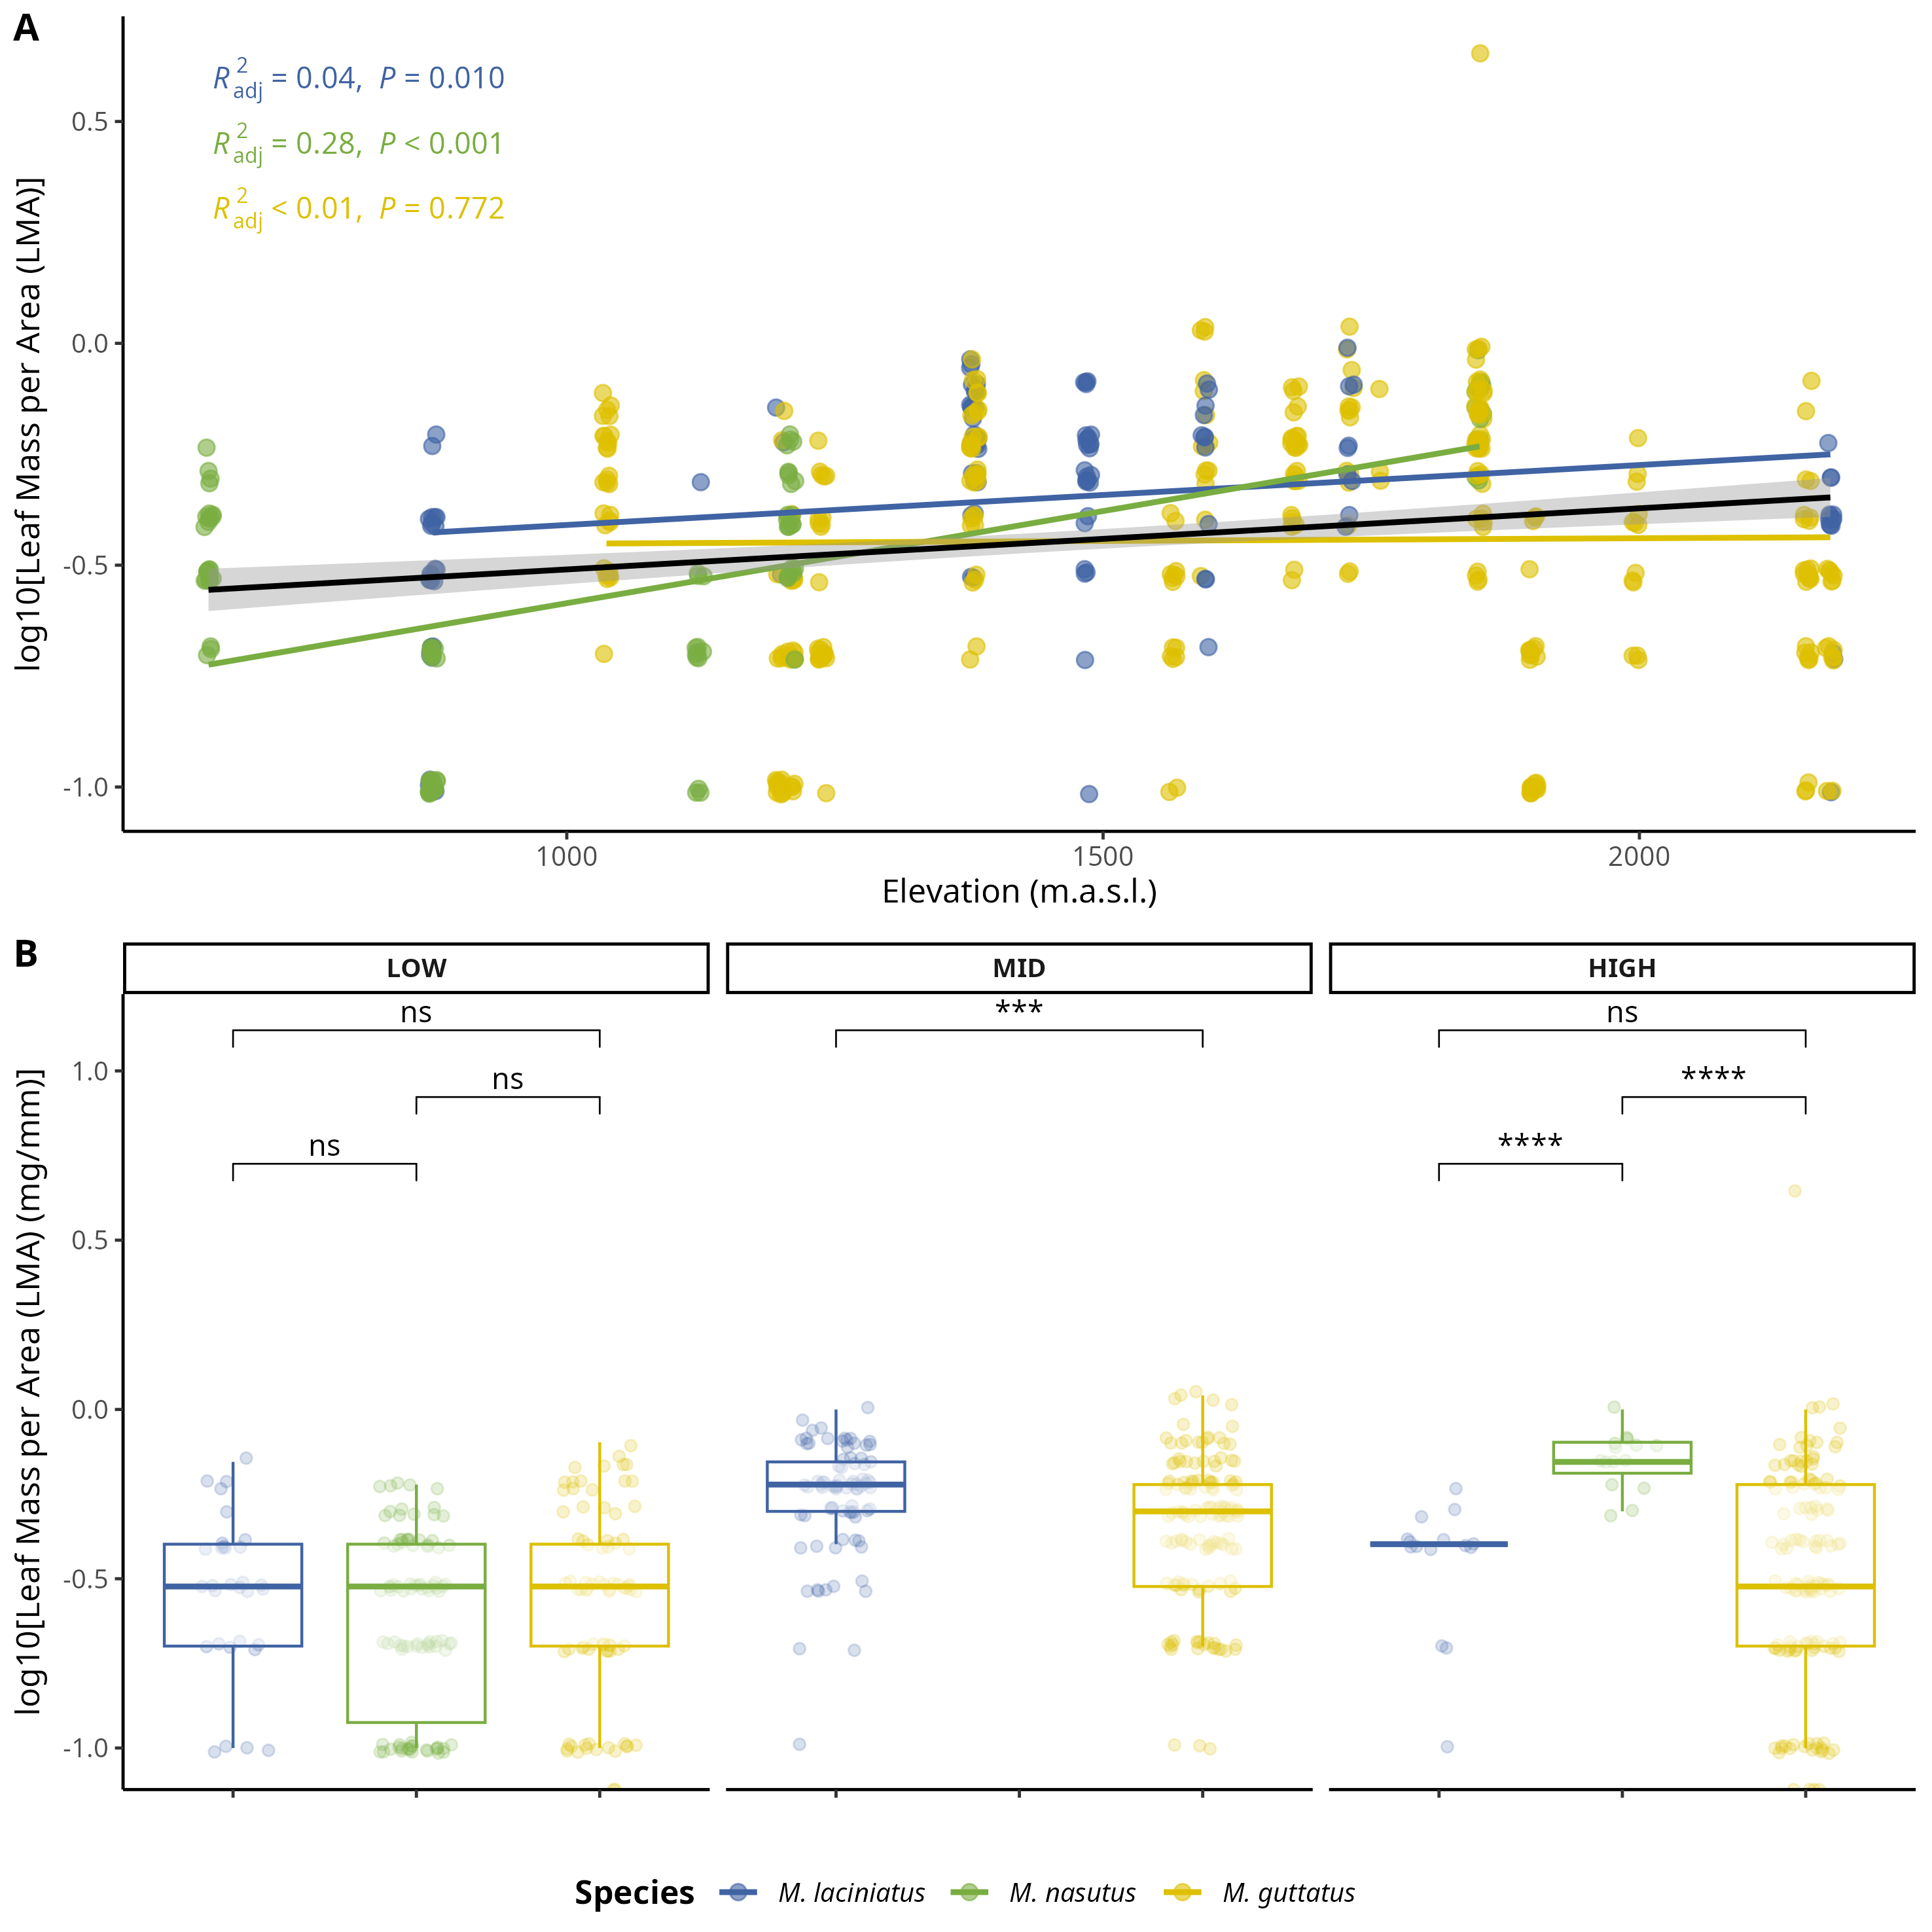 A
R²adj = 0.04, P = 0.010
R²adj = 0.28, P < 0.001
R²adj < 0.01, P = 0.772
log10[Leaf Mass per Area (LMA)]
0.5
0.0
-0.5
-1.0
1000 1500 2000
Elevation (m.a.s.l.)
B
LOW MID HIGH
ns *** ns
ns ****
ns ****
log10[Leaf Mass per Area (LMA) (mg/mm)]
1.0
0.5
0.0
-0.5
-1.0
Species M. laciniatus M. nasutus M. guttatus